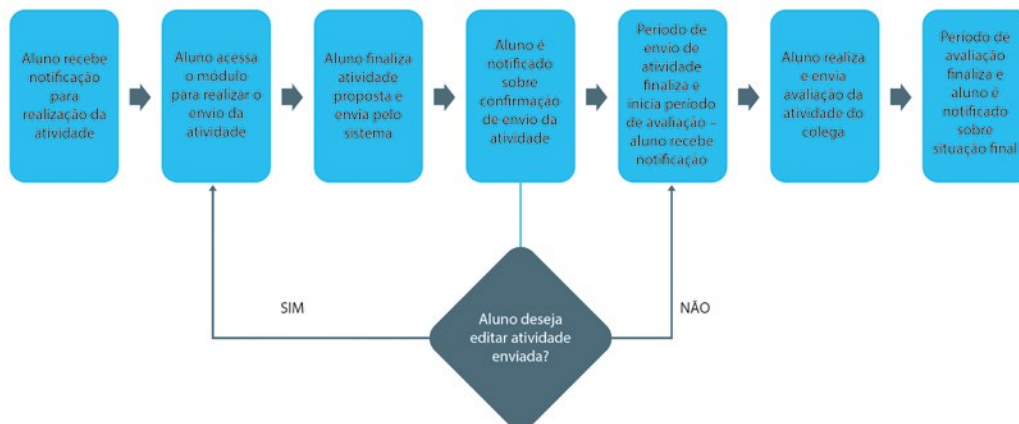 Aluno recebe
notificação
para
realização da
atividade
Aluno acessa
o módulo
para realizar o
envio da
atividade
Aluno finaliza
atividade
proposta e
envia pelo
sistema
Aluno é
notificado
sobre
confirmação
de envio da
atividade
Período de
envio de
atividade
finaliza e
inicia período
de avaliação –
aluno recebe
notificação
Aluno realiza
e envia
avaliação da
atividade do
colega
Período de
avaliação
finaliza e
aluno é
notificado
sobre
situação final
SIM
Aluno deseja
editar atividade
enviada?
NÃO